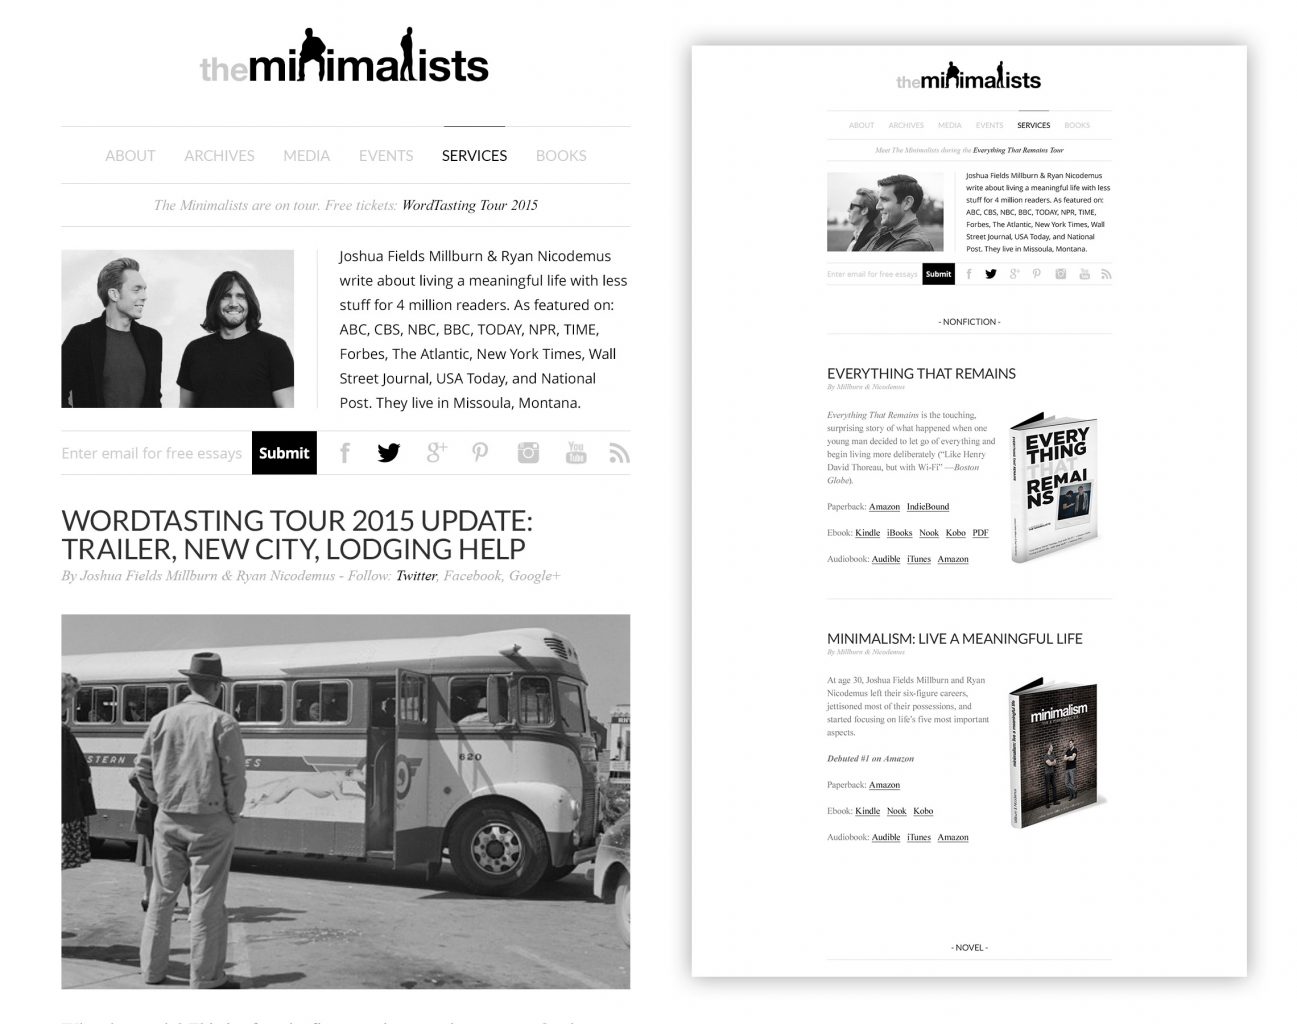 theminimalists
ABOUT ARCHIVES MEDIA EVENTS SERVICES BOOKS
The Minimalists are on tour. Free tickets: WordTasting Tour 2015
Joshua Fields Millburn & Ryan Nicodemus
write about living a meaningful life with less
stuff for 4 million readers. As featured on:
ABC, CBS, NBC, BBC, TODAY, NPR, TIME,
Forbes, The Atlantic, New York Times, Wall
Street Journal, USA Today, and National
Post. They live in Missoula, Montana.
Enter email for free essays Submit
You Tube
WORDTASTING TOUR 2015 UPDATE:
TRAILER, NEW CITY, LODGING HELP
By Joshua Fields Millburn & Ryan Nicodemus - Follow: Twitter, Facebook, Google+
620
theminimalists
ABOUT ARCHIVES MEDIA EVENTS SERVICES BOOKS
Meet The Minimalists during the Everything That Remains Tour
Joshua Fields Millburn & Ryan Nicodemus
write about living a meaningful life with less
stuff for 4 million readers. As featured on:
ABC, CBS, NBC, BBC, TODAY, NPR, TIME,
Forbes, The Atlantic, New York Times, Wall
Street Journal, USA Today, and National
Post. They live in Missoula, Montana.
Enter email for free essays Submit
- NONFICTION -
EVERYTHING THAT REMAINS
By Millburn & Nicodemus
Everything That Remains is the touching,
surprising story of what happened when one
young man decided to let go of everything and
begin living more deliberately (“Like Henry
David Thoreau, but with Wi-Fi” —Boston
Globe).
Paperback: Amazon IndieBound
Ebook: Kindle iBooks Nook Kobo PDF
Audiobook: Audible iTunes Amazon
EVERY
THING
THAT
REMAI
NS
MINIMALISM: LIVE A MEANINGFUL LIFE
By Millburn & Nicodemus
At age 30, Joshua Fields Millburn and Ryan
Nicodemus left their six-figure careers,
jettisoned most of their possessions, and
started focusing on life’s five most important
aspects.
Debuted #1 on Amazon
Paperback: Amazon
Ebook: Kindle Nook Kobo
Audiobook: Audible iTunes Amazon
minimalism
minimalism: live a meaningful life
- NOVEL -